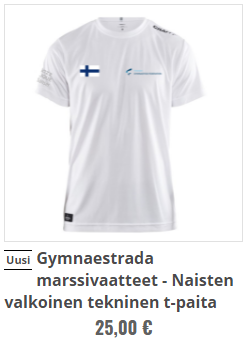 Uusi
Gymnaestrada
marssivaatteet - Naisten
valkoinen tekninen t-paita
25,00 €